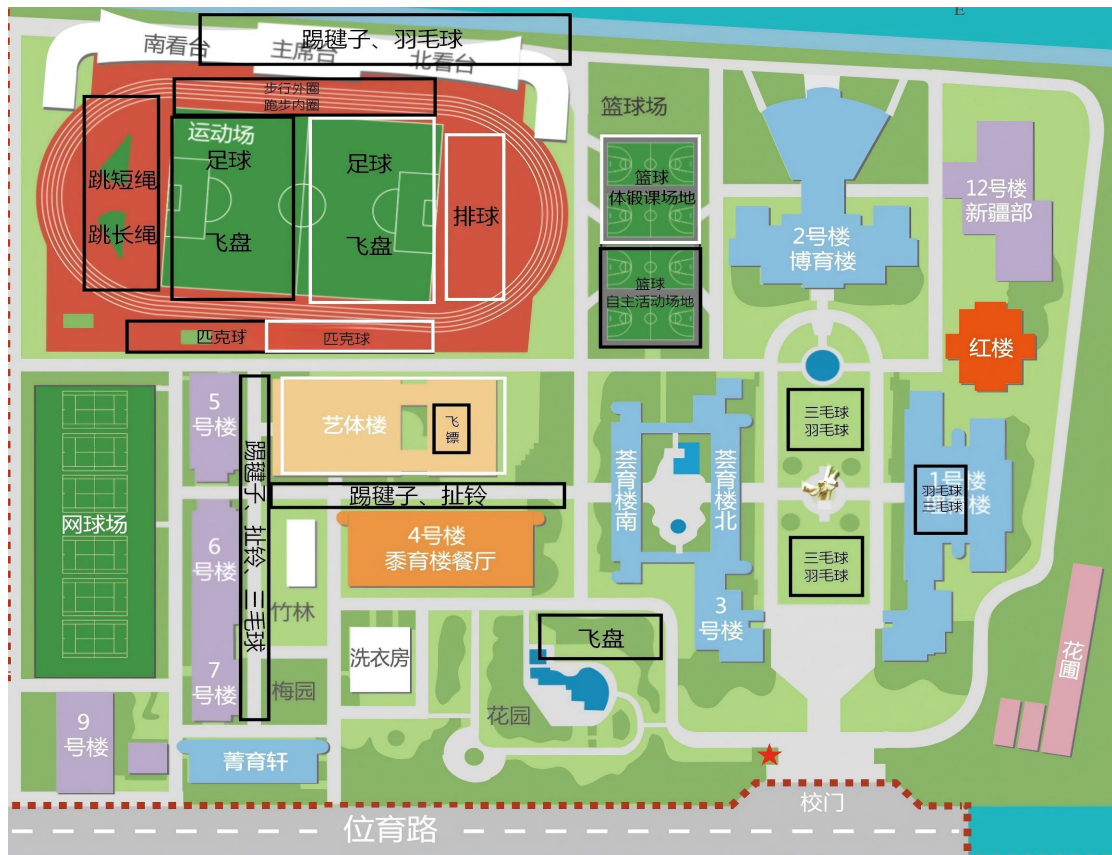 E
南看台
主席台
北看台
踢毽子、羽毛球
步行外圈
跑步内圈
运动场
足球
飞盘
足球
飞盘
跳短绳
跳长绳
排球
匹克球
匹克球
篮球场
篮球
体锻课场地
篮球
自主活动场地
2号楼
博育楼
12号楼
新疆部
红楼
5
号楼
艺体楼
飞
镖
踢毽子、扯铃、三毛球
踢毽子、扯铃
网球场
6
号楼
7
号楼
4号楼
黍育楼餐厅
竹林
梅园
洗衣房
花园
飞盘
荟育楼南
荟育楼北
3
号楼
三毛球
羽毛球
三毛球
羽毛球
1号楼
羽毛球
三毛球
花圃
9
号楼
菁育轩
校门
位育路